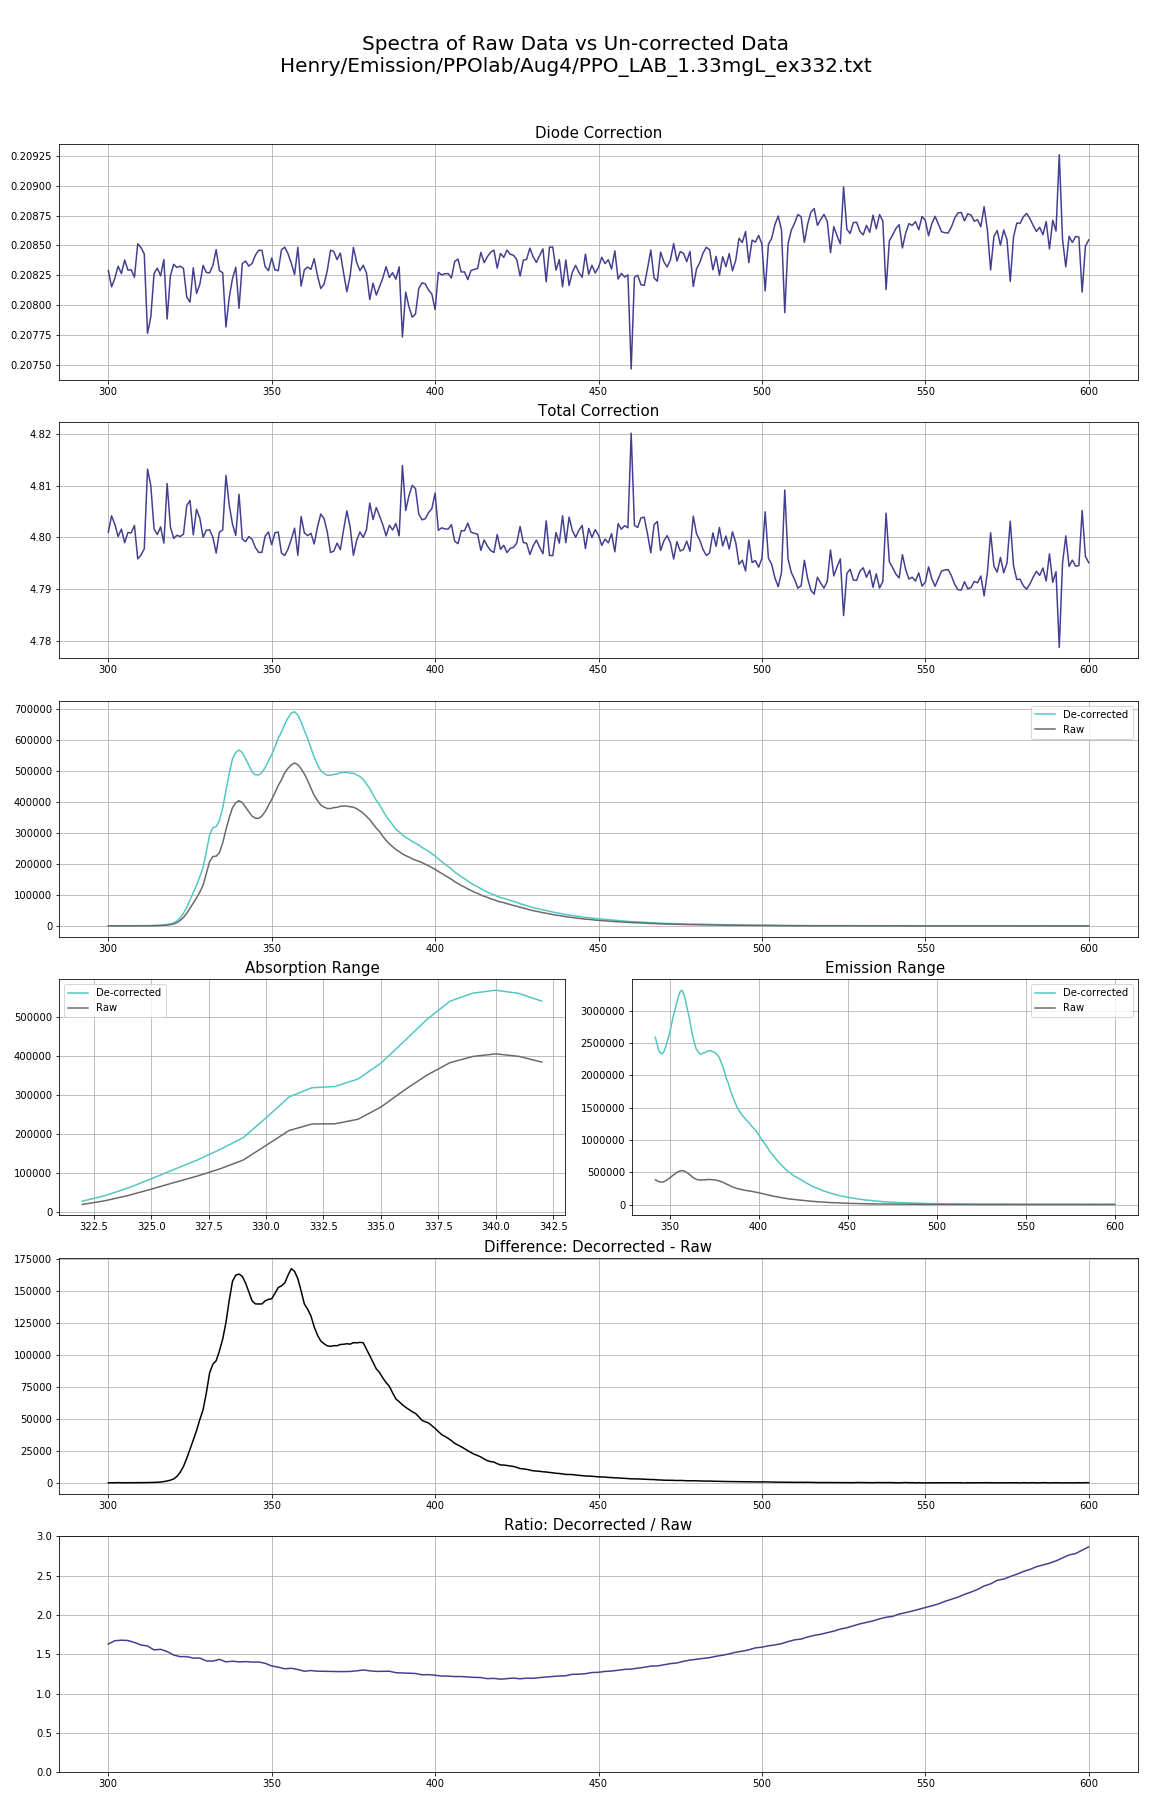 Spectra of Raw Data vs Un-corrected Data
Henry/Emission/PPOlab/Aug4/PPO_LAB_1.33mgL_ex332.txt
Diode Correction
0.20925
0.20900
0.20875
0.20850
0.20825
0.20800
0.20775
0.20750
300 350 400 450 500 550 600
Total Correction
4.82
4.81
4.80
4.79
4.78
300 350 400 450 500 550 600
700000
600000
500000
400000
300000
200000
100000
0
De-corrected
Raw
300 350 400 450 500 550 600
Absorption Range
De-corrected
Raw
500000
400000
300000
200000
100000
0
322.5 325.0 327.5 330.0 332.5 335.0 337.5 340.0 342.5
Emission Range
De-corrected
Raw
3000000
2500000
2000000
1500000
1000000
500000
0
350 400 450 500 550 600
Difference: Decorrected - Raw
175000
150000
125000
100000
75000
50000
25000
0
300 350 400 450 500 550 600
Ratio: Decorrected / Raw
3.0
2.5
2.0
1.5
1.0
0.5
0.0
300 350 400 450 500 550 600